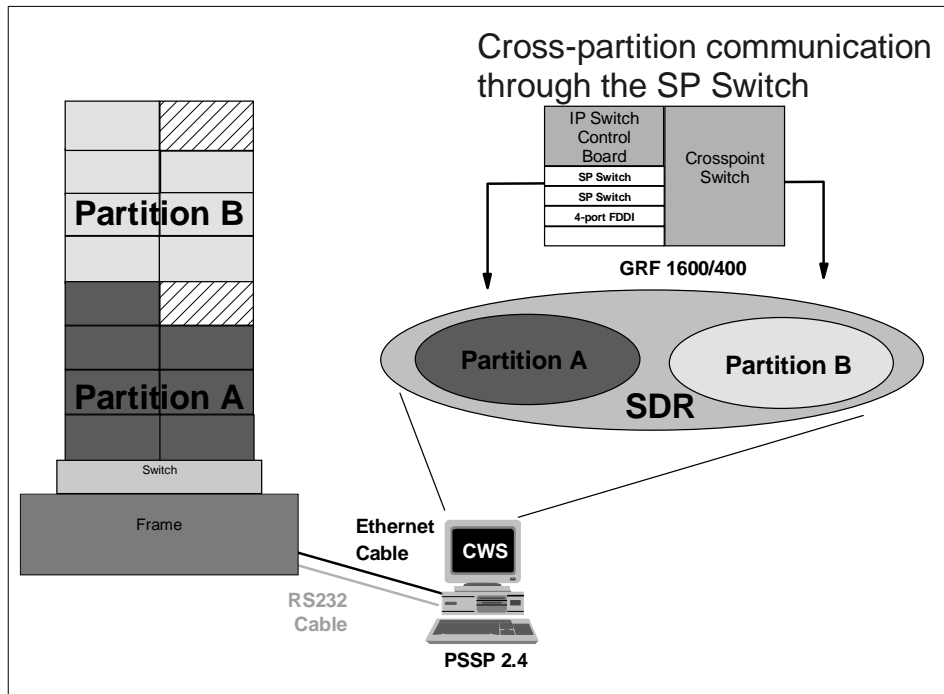 Cross-partition communication
through the SP Switch
IP Switch
Control
Board
SP Switch
SP Switch
4-port FDDI
Crosspoint
Switch
GRF 1600/400
Partition B
Partition A
Switch
Frame
Partition A
Partition B
SDR
Ethernet
Cable
CWS
RS232
Cable
PSSP 2.4